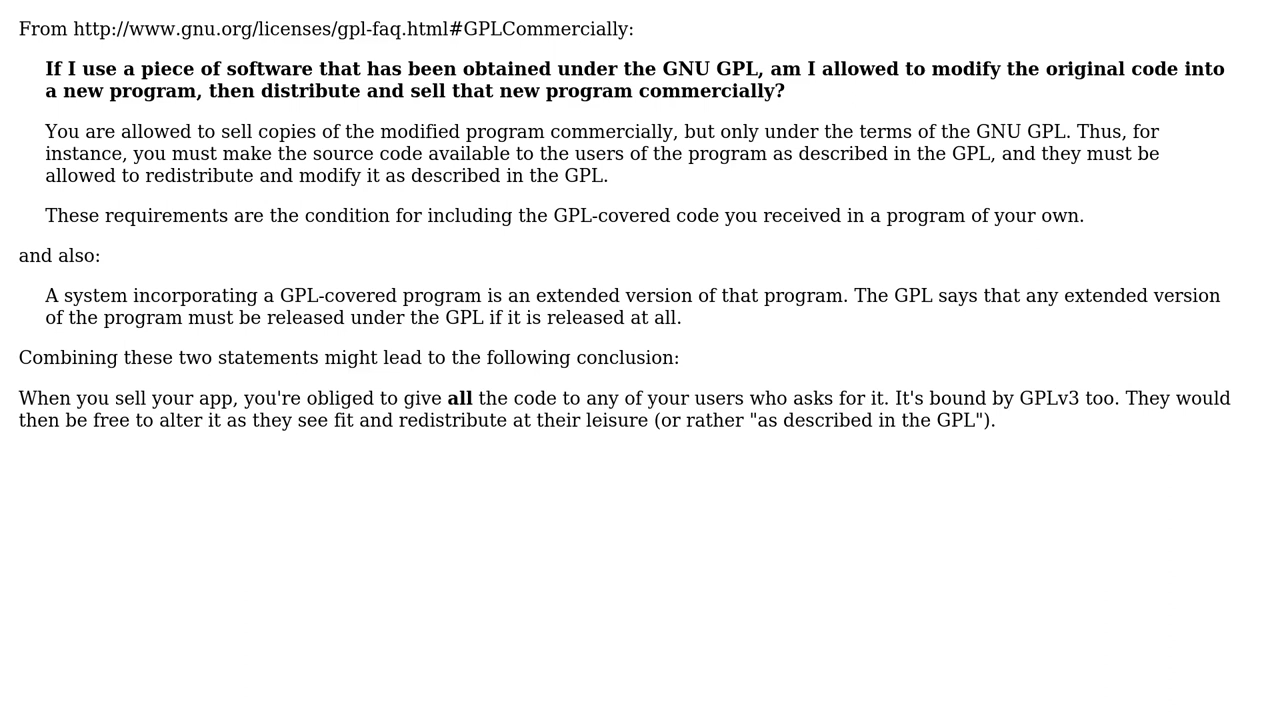 From http://www.gnu.org/licenses/gpl-faq.html#GPLCommercially:
If I use a piece of software that has been obtained under the GNU GPL, am I allowed to modify the original code into
a new program, then distribute and sell that new program commercially?
You are allowed to sell copies of the modified program commercially, but only under the terms of the GNU GPL. Thus, for
instance, you must make the source code available to the users of the program as described in the GPL, and they must be
allowed to redistribute and modify it as described in the GPL.
These requirements are the condition for including the GPL-covered code you received in a program of your own.
and also:
A system incorporating a GPL-covered program is an extended version of that program. The GPL says that any extended version
of the program must be released under the GPL if it is released at all.
Combining these two statements might lead to the following conclusion:
When you sell your app, you're obliged to give all the code to any of your users who asks for it. It's bound by GPLv3 too. They would
then be free to alter it as they see fit and redistribute at their leisure (or rather "as described in the GPL").